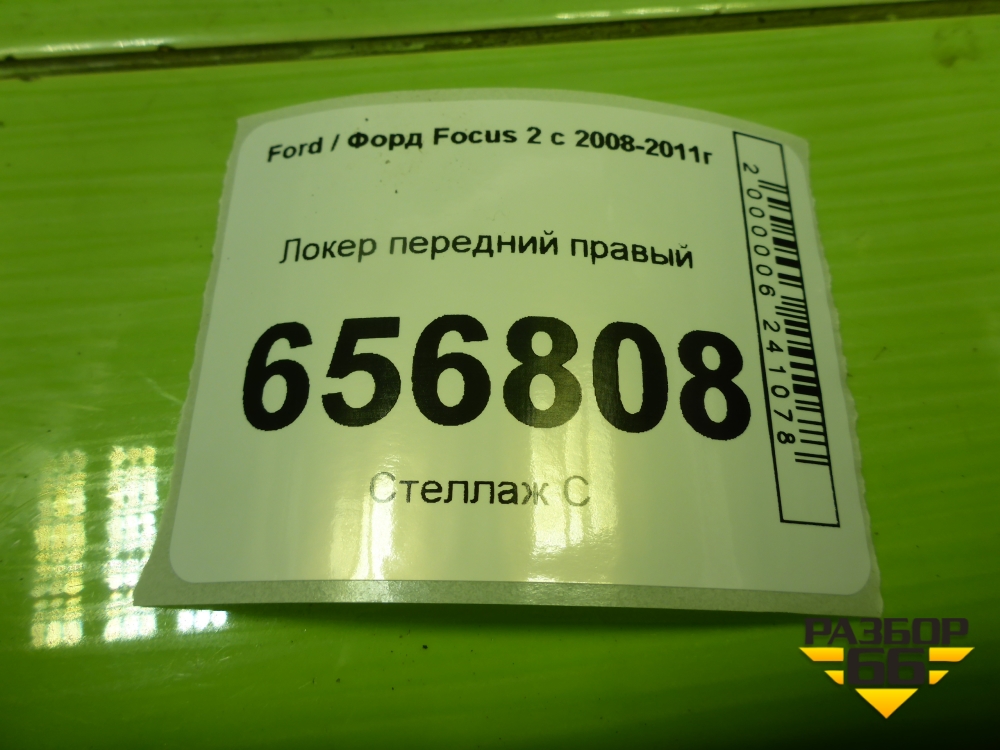 Ford / Форд Focus 2 с 2008-2011г
Локер передний правый
656808
Стеллаж С
2000006241078
РАЗБОР
66